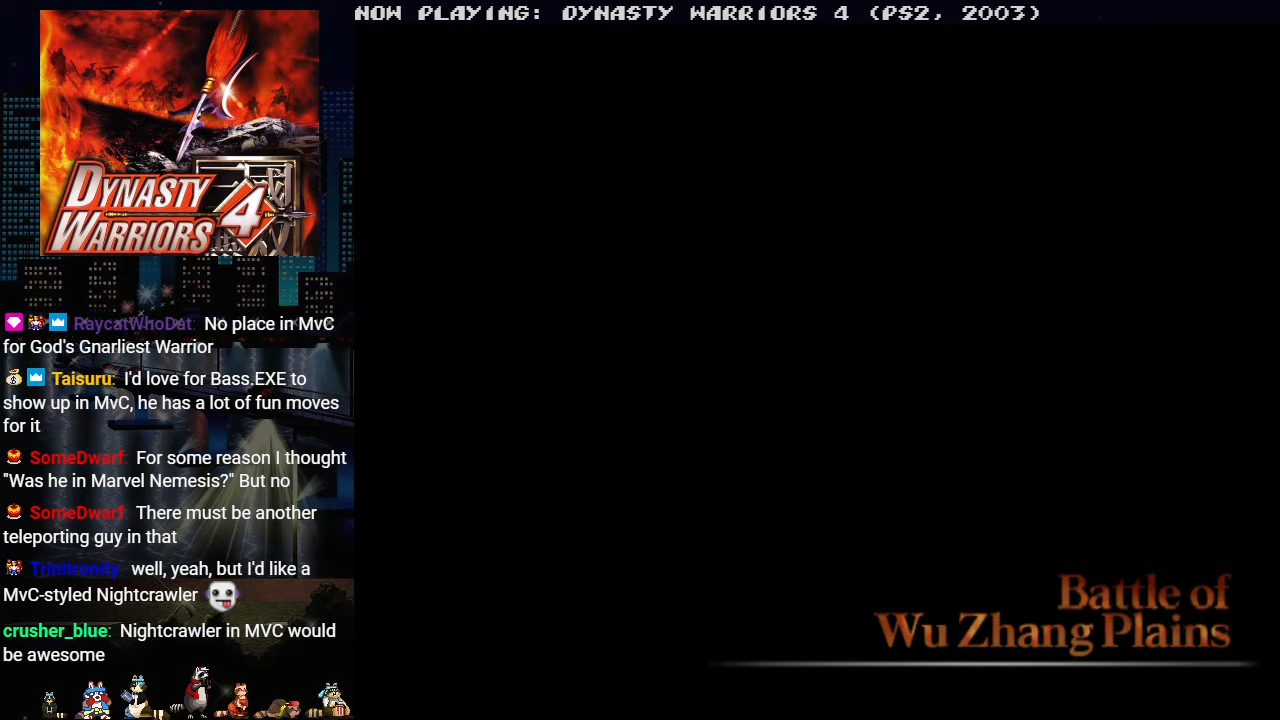 NOW PLAYING: DYNASTY WARRIORS 4 (PS2, 2003)
DYNASTY
WARRIORS 4
RaycatWhoDat: No place in MvC
for God's Gnarliest Warrior
Taisuru: I'd love for Bass.EXE to
show up in MvC, he has a lot of fun moves
for it
SomeDwarf: For some reason I thought
"Was he in Marvel Nemesis?" But no
SomeDwarf: There must be another
teleporting guy in that
Trinitronity: well, yeah, but I'd like a
MvC-styled Nightcrawler
crusher_blue: Nightcrawler in MVC would
be awesome
Battle of
Wu Zhang Plains